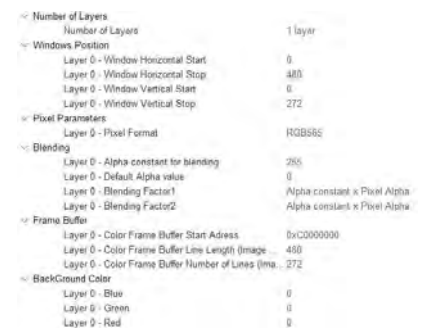 Number of Layers
Number of Layers 1 layer
Windows Position
Layer 0 - Window Horizontal Start 0
Layer 0 - Window Horizontal Stop 480
Layer 0 - Window Vertical Start 0
Layer 0 - Window Vertical Stop 272
Pixel Parameters
Layer 0 - Pixel Format RGB565
Blending
Layer 0 - Alpha constant for blending 255
Layer 0 - Default Alpha value 0
Layer 0 - Blending Factor1 Alpha constant x Pixel Alpha
Layer 0 - Blending Factor2 Alpha constant x Pixel Alpha
Frame Buffer
Layer 0 - Color Frame Buffer Start Adress 0xC0000000
Layer 0 - Color Frame Buffer Line Length (Image ... 480
Layer 0 - Color Frame Buffer Number of Lines (Ima... 272
BackGround Color
Layer 0 - Blue 0
Layer 0 - Green 0
Layer 0 - Red 0